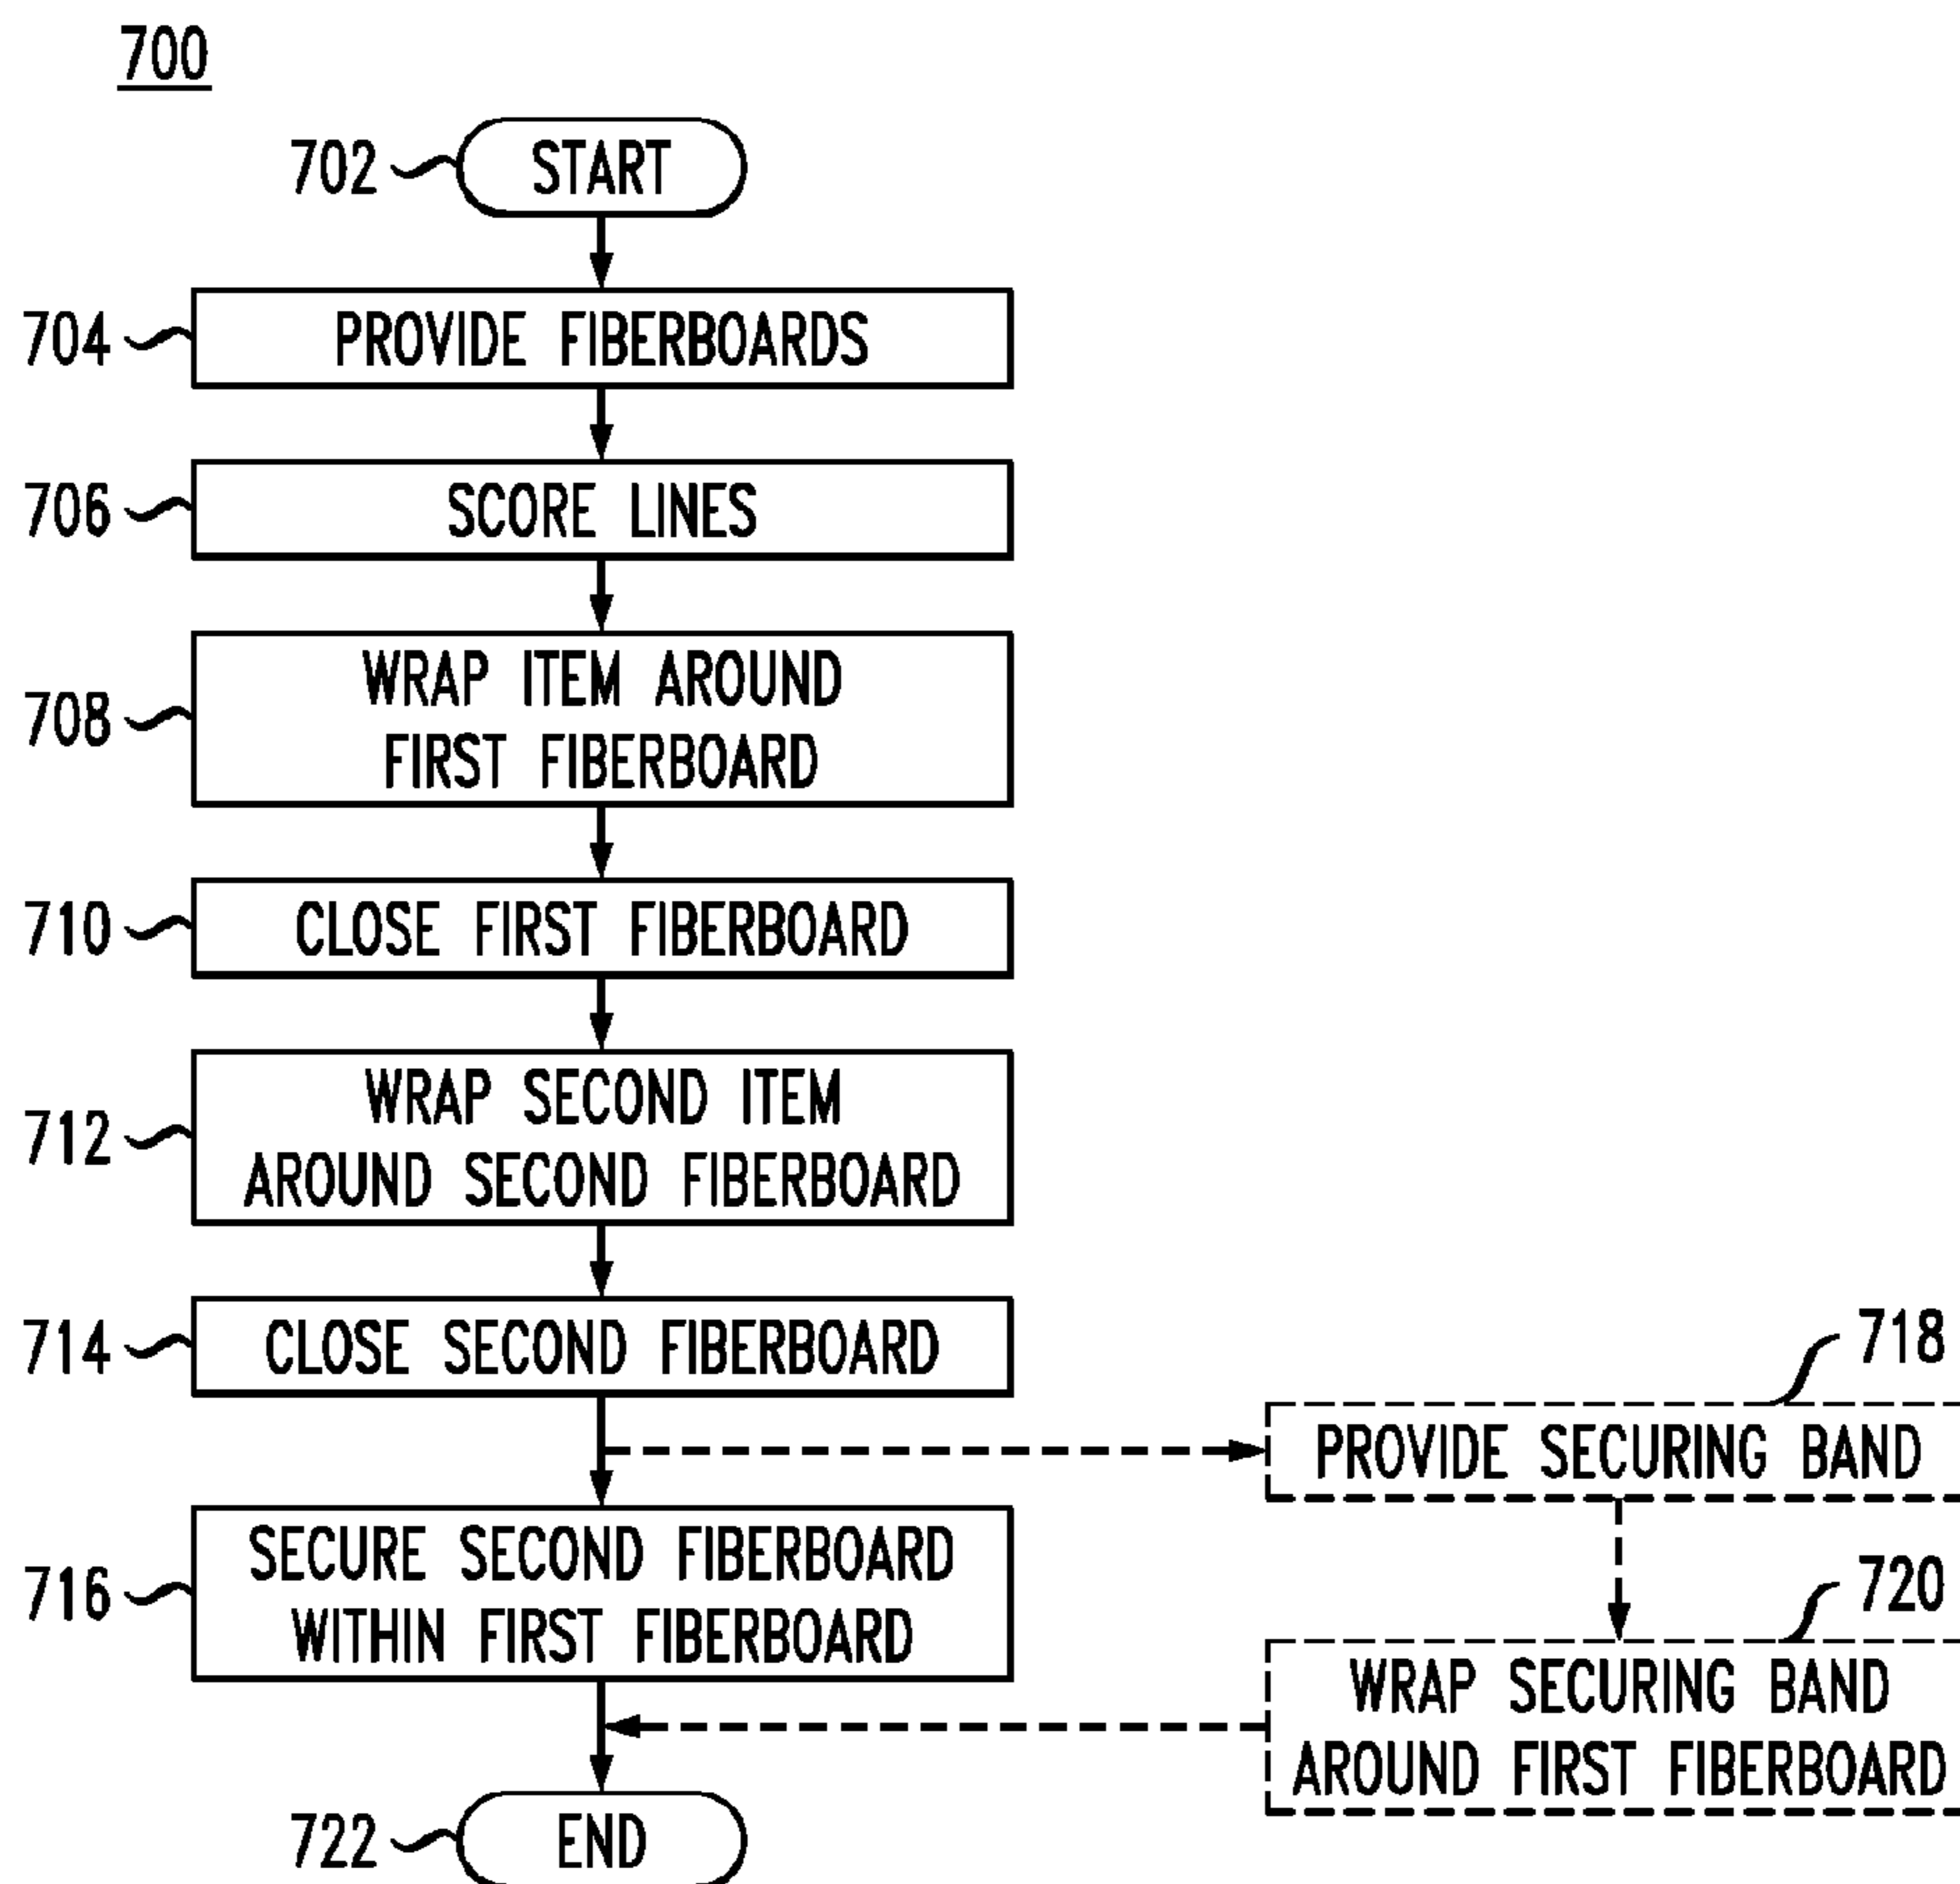 700
702
START
704
PROVIDE FIBERBOARDS
706
SCORE LINES
708
WRAP ITEM AROUND
FIRST FIBERBOARD
710
CLOSE FIRST FIBERBOARD
712
WRAP SECOND ITEM
AROUND SECOND FIBERBOARD
714
CLOSE SECOND FIBERBOARD
718
PROVIDE SECURING BAND
716
SECURE SECOND FIBERBOARD
WITHIN FIRST FIBERBOARD
720
WRAP SECURING BAND
AROUND FIRST FIBERBOARD
722
END